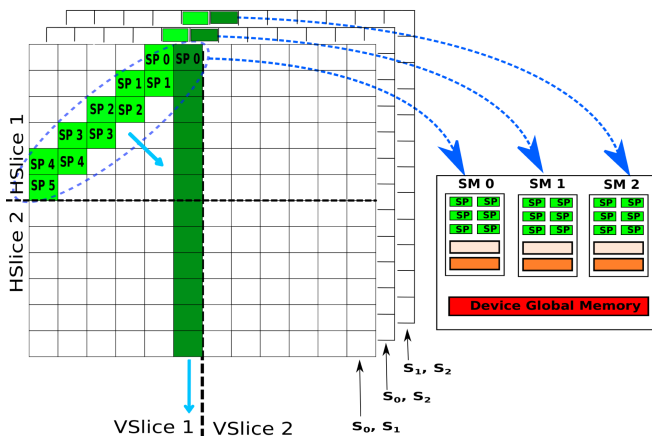 SP 0 SP 0
SP 1 SP 1
SP 2 SP 2
SP 3 SP 3
SP 4 SP 4
SP 5
HSlice 1
HSlice 2
VSlice 1
VSlice 2
SM 0 SM 1 SM 2
SP SP SP SP SP SP
SP SP SP SP SP SP
SP SP SP SP SP SP
Device Global Memory
S₁, S₂
S₀, S₂
S₀, S₁